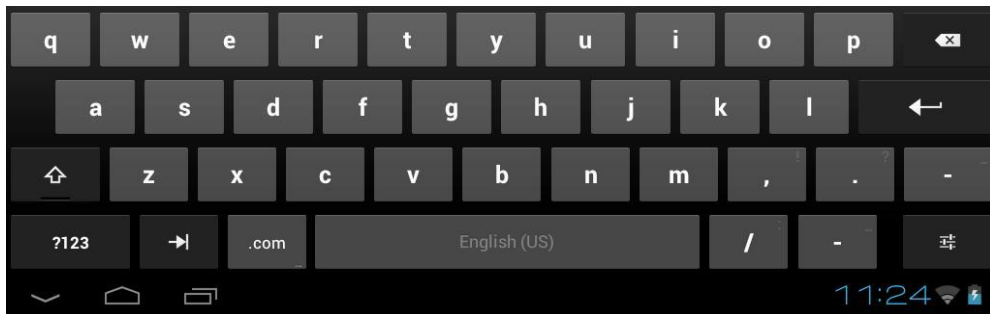 q w e r t y u i o p
a s d f g h j k l
z x c v b n m , ! . ? - _
?123 .com _ English (US) / : - _
11:24